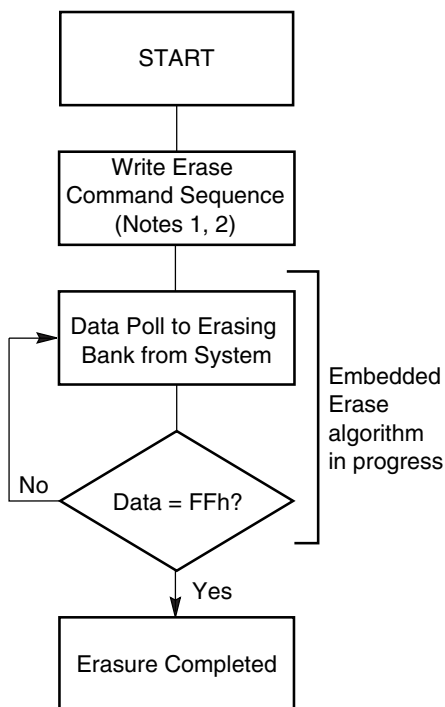 START
Write Erase
Command Sequence
(Notes 1, 2)
Data Poll to Erasing
Bank from System
Embedded
Erase
algorithm
in progress
No
Data = FFh?
Yes
Erasure Completed